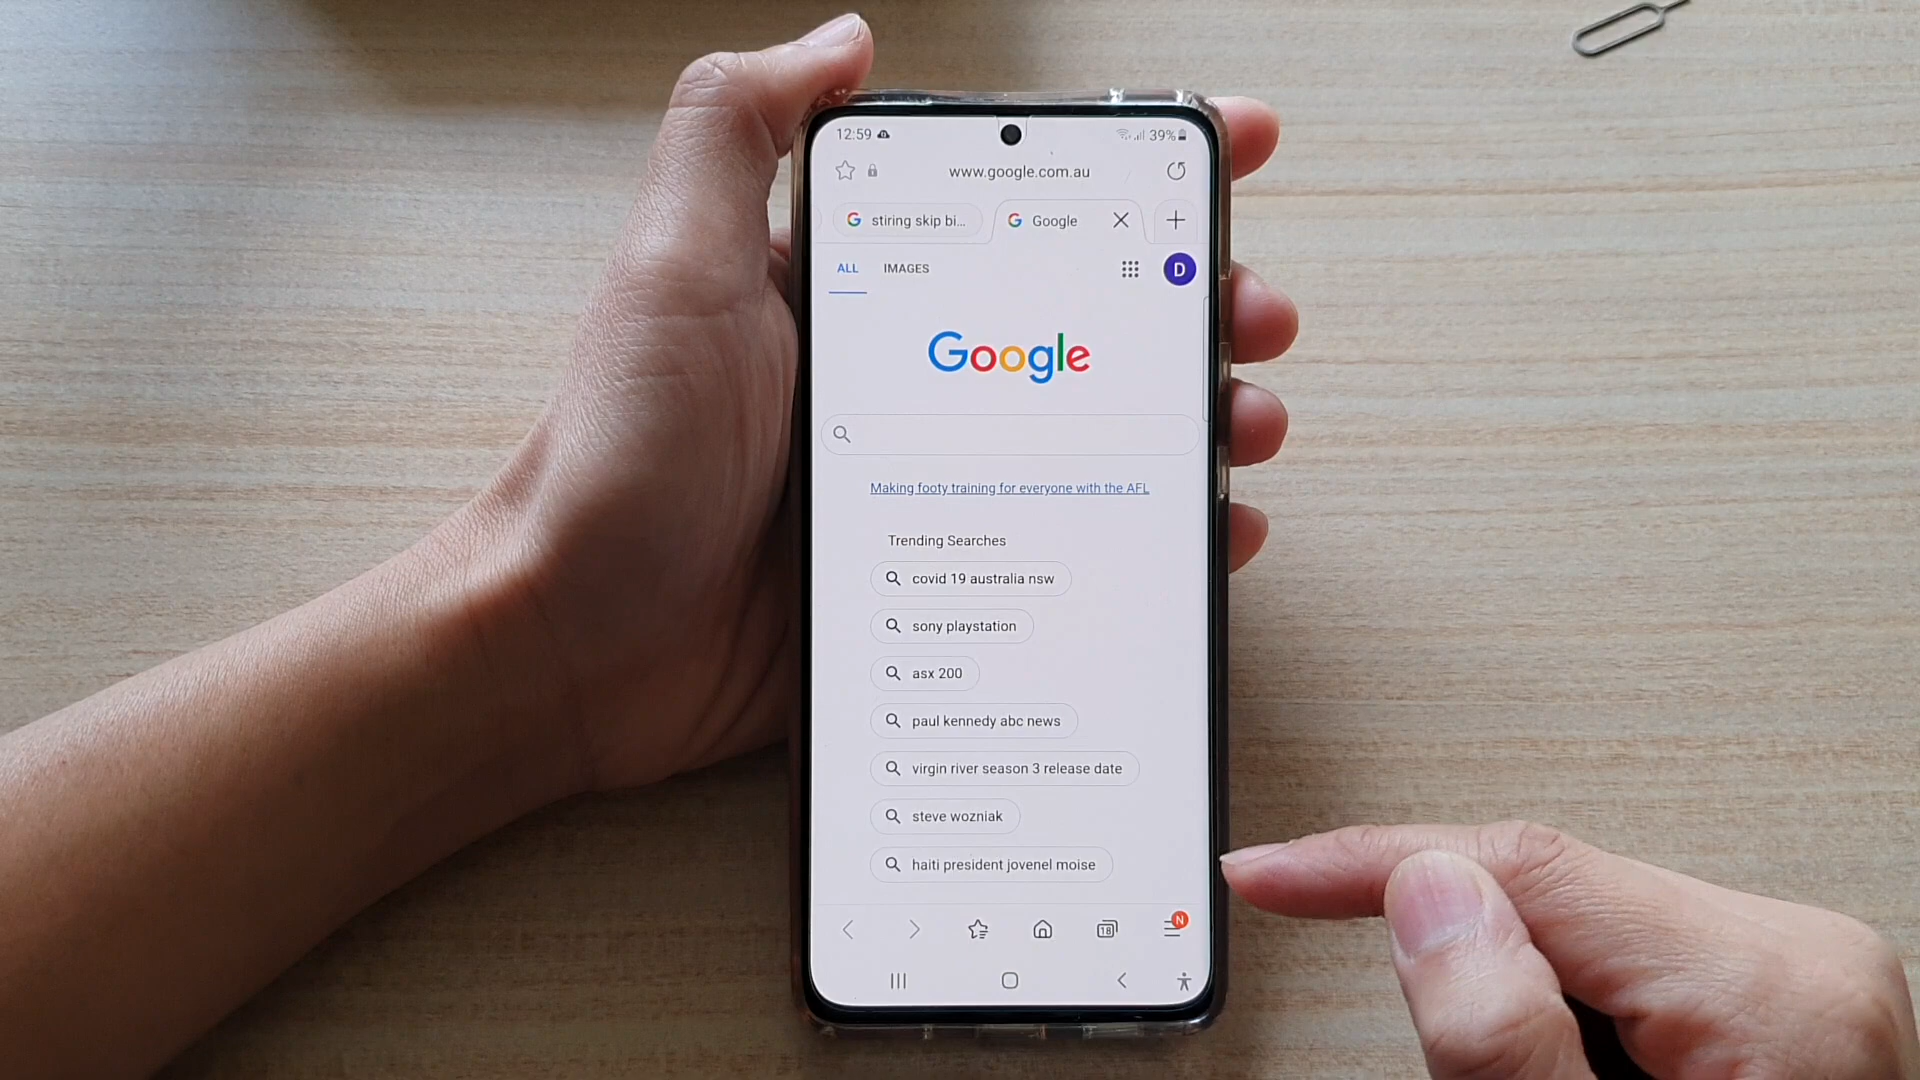 12:59 39%
www.google.com.au
stiring skip bi... Google
ALL IMAGES D
Google
Making footy training for everyone with the AFL
Trending Searches
covid 19 australia nsw
sony playstation
asx 200
paul kennedy abc news
virgin river season 3 release date
steve wozniak
haiti president jovenel moise
18 N